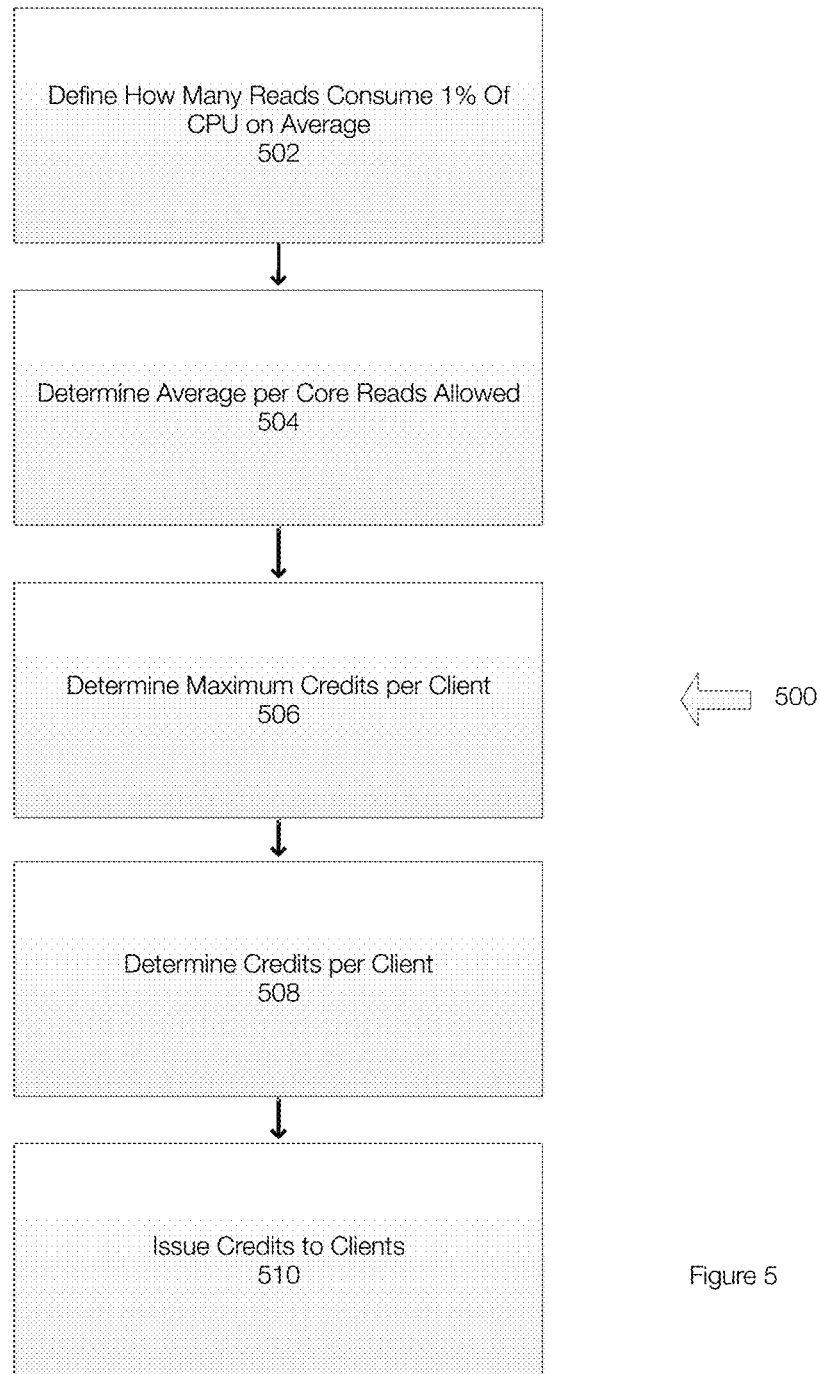 Define How Many Reads Consume 1% Of
CPU on Average
502
Determine Average per Core Reads Allowed
504
Determine Maximum Credits per Client
506
500
Determine Credits per Client
508
Issue Credits to Clients
510
Figure 5